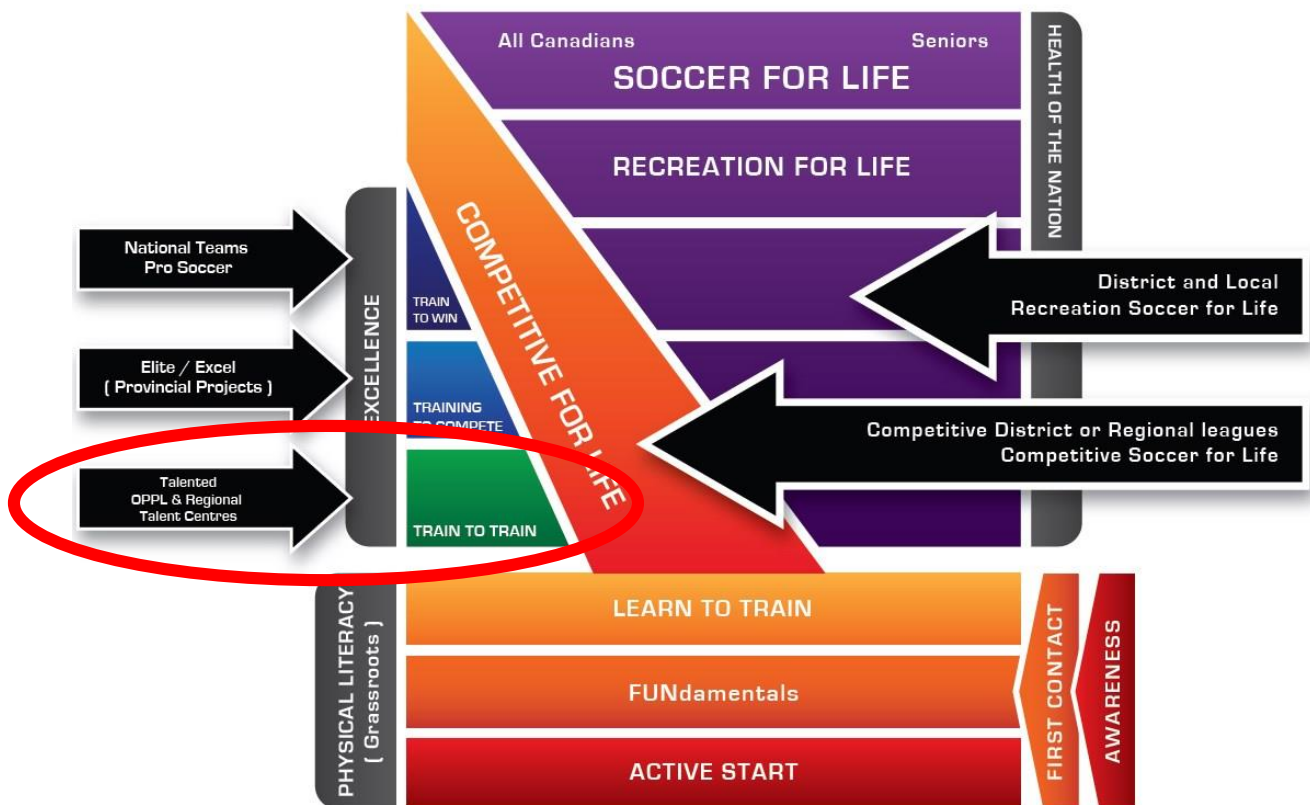 All Canadians
Seniors
SOCCER FOR LIFE
RECREATION FOR LIFE
HEALTH OF THE NATION
COMPETITIVE FOR LIFE
National Teams
Pro Soccer
TRAIN
TO WIN
District and Local
Recreation Soccer for Life
EXCELLENCE
Elite / Excel
( Provincial Projects )
TRAINING
TO COMPETE
Competitive District or Regional leagues
Competitive Soccer for Life
Talented
OPPL & Regional
Talent Centres
TRAIN TO TRAIN
PHYSICAL LITERACY
( Grassroots )
LEARN TO TRAIN
FUNdamentals
ACTIVE START
FIRST CONTACT
AWARENESS